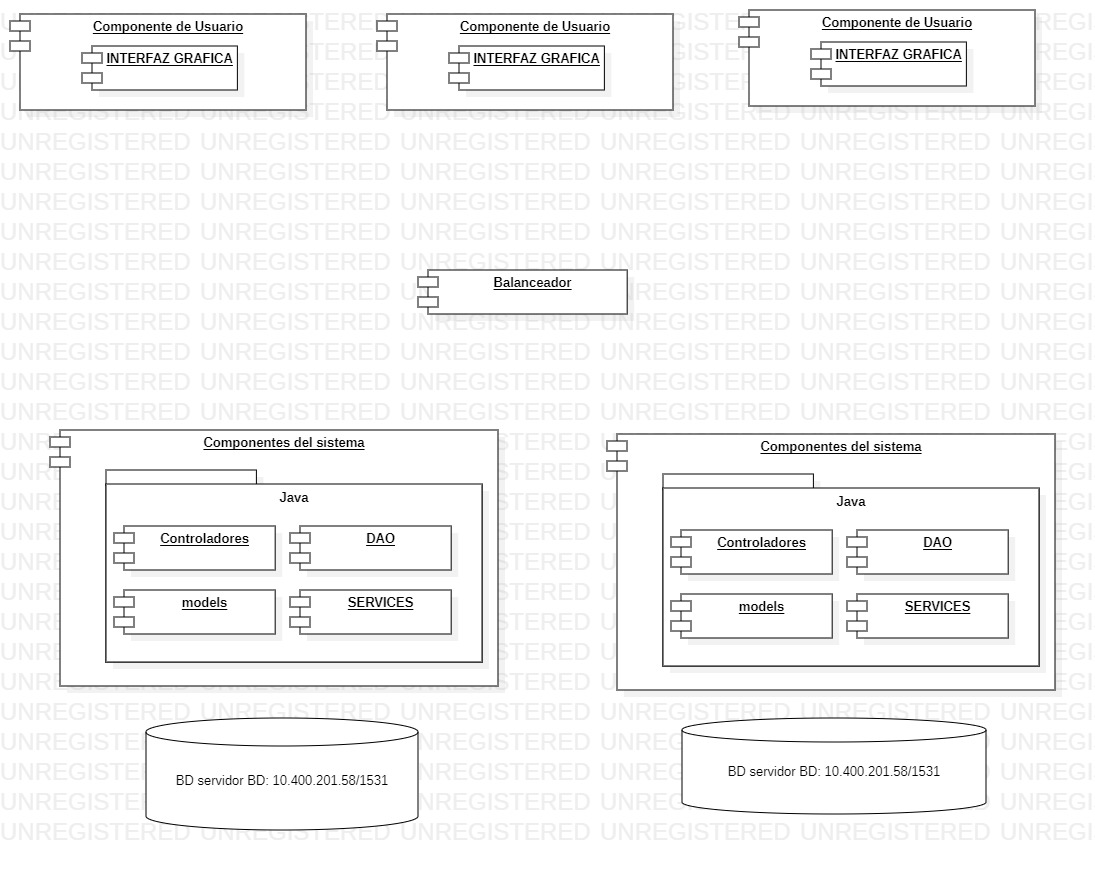 Componente de Usuario
INTERFAZ GRAFICA
Componente de Usuario
INTERFAZ GRAFICA
Componente de Usuario
INTERFAZ GRAFICA
UNREGISTERED UNREGISTERED UNREGISTERED UNREGISTERED UNREGISTERED
Balanceador
Componentes del sistema
Java
Controladores
DAO
models
SERVICES
Componentes del sistema
Java
Controladores
DAO
models
SERVICES
BD servidor BD: 10.400.201.58/1531
BD servidor BD: 10.400.201.58/1531